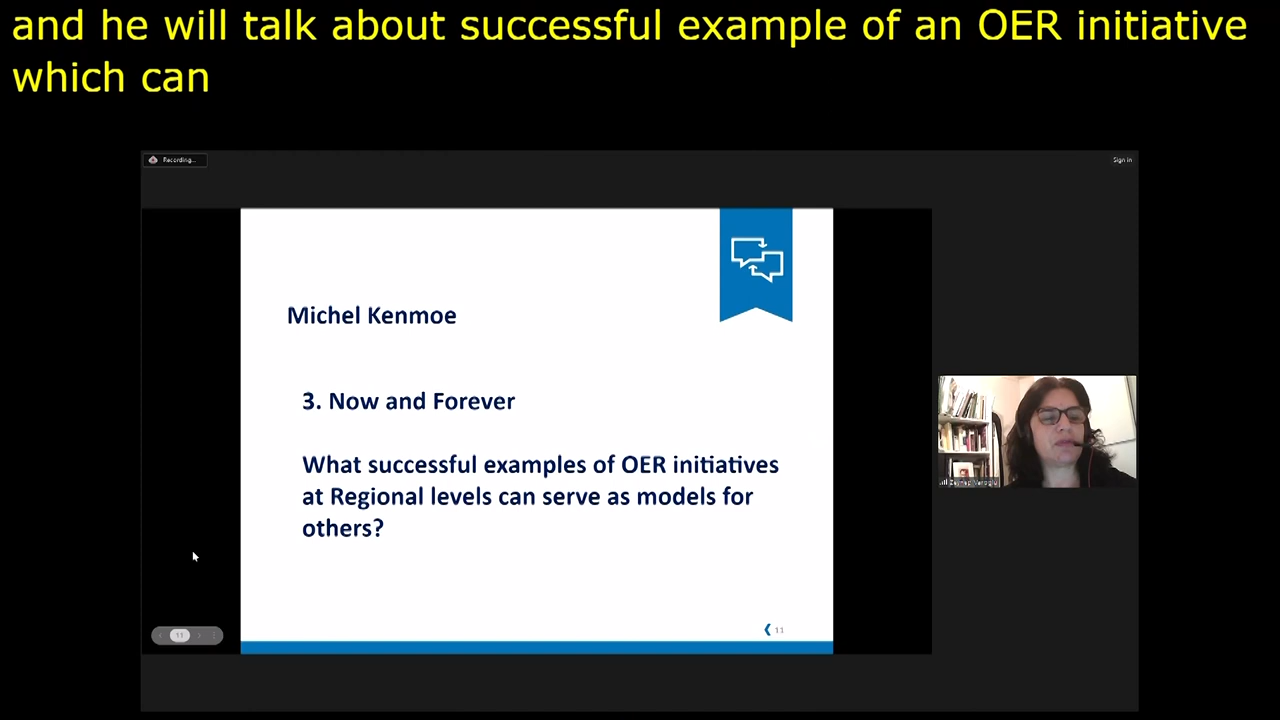 and he will talk about successful example of an OER initiative
which can
Recording...
Sign in
Michel Kenmoe
3. Now and Forever
What successful examples of OER initiatives
at Regional levels can serve as models for
others?
11
11